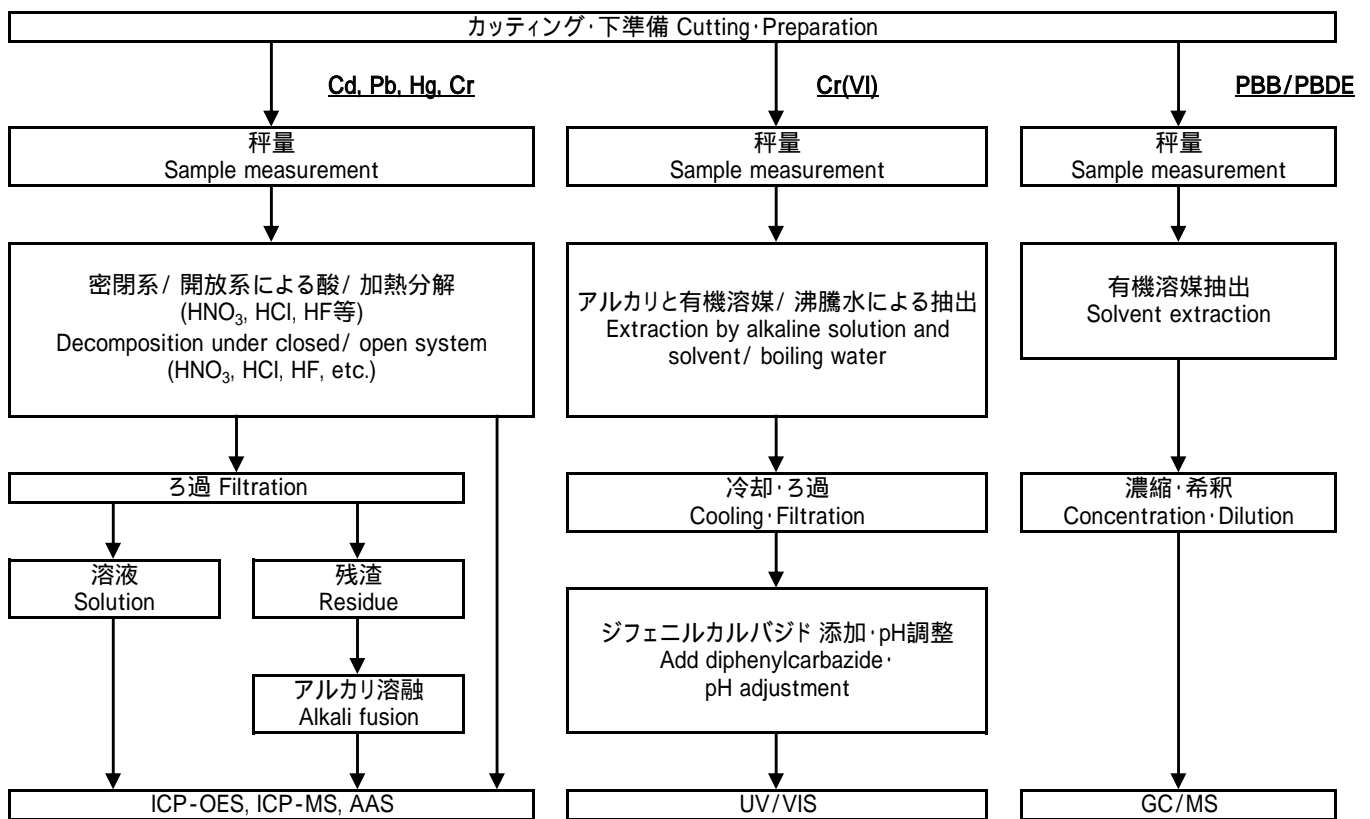 カッティング・下準備 Cutting・Preparation
Cd, Pb, Hg, Cr
Cr(VI)
PBB/PBDE
秤量
Sample measurement
秤量
Sample measurement
秤量
Sample measurement
密閉系/ 開放系による酸/ 加熱分解
(HNO₃, HCl, HF等)
Decomposition under closed/ open system
(HNO₃, HCl, HF, etc.)
アルカリと有機溶媒/ 沸騰水による抽出
Extraction by alkaline solution and
solvent/ boiling water
有機溶媒抽出
Solvent extraction
ろ過 Filtration
冷却・ろ過
Cooling・Filtration
濃縮・希釈
Concentration・Dilution
溶液
Solution
残渣
Residue
ジフェニルカルバジド 添加・pH調整
Add diphenylcarbazide・
pH adjustment
アルカリ溶融
Alkali fusion
ICP-OES, ICP-MS, AAS
UV/VIS
GC/MS